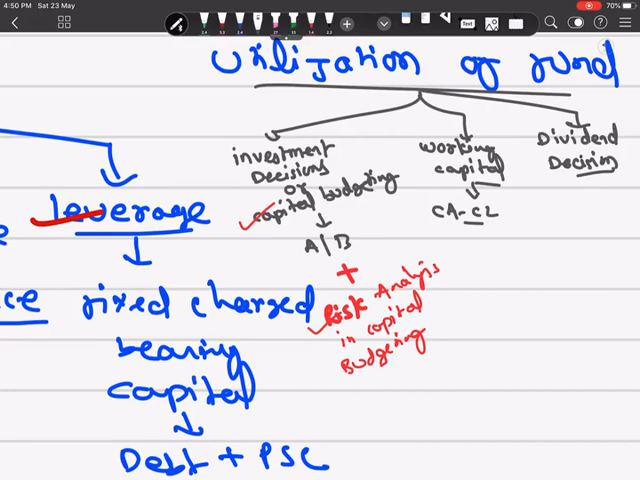 4:50 PM Sat 23 May
70%
Text
Utilization of Fund
investment
Decisions
or
capital budgeting
A/B
+
Risk Analysis
in capital
Budgeting
working
capital
CA-CL
Dividend
Decision
leverage
fixed charged
bearing
capital
Debt + PSC